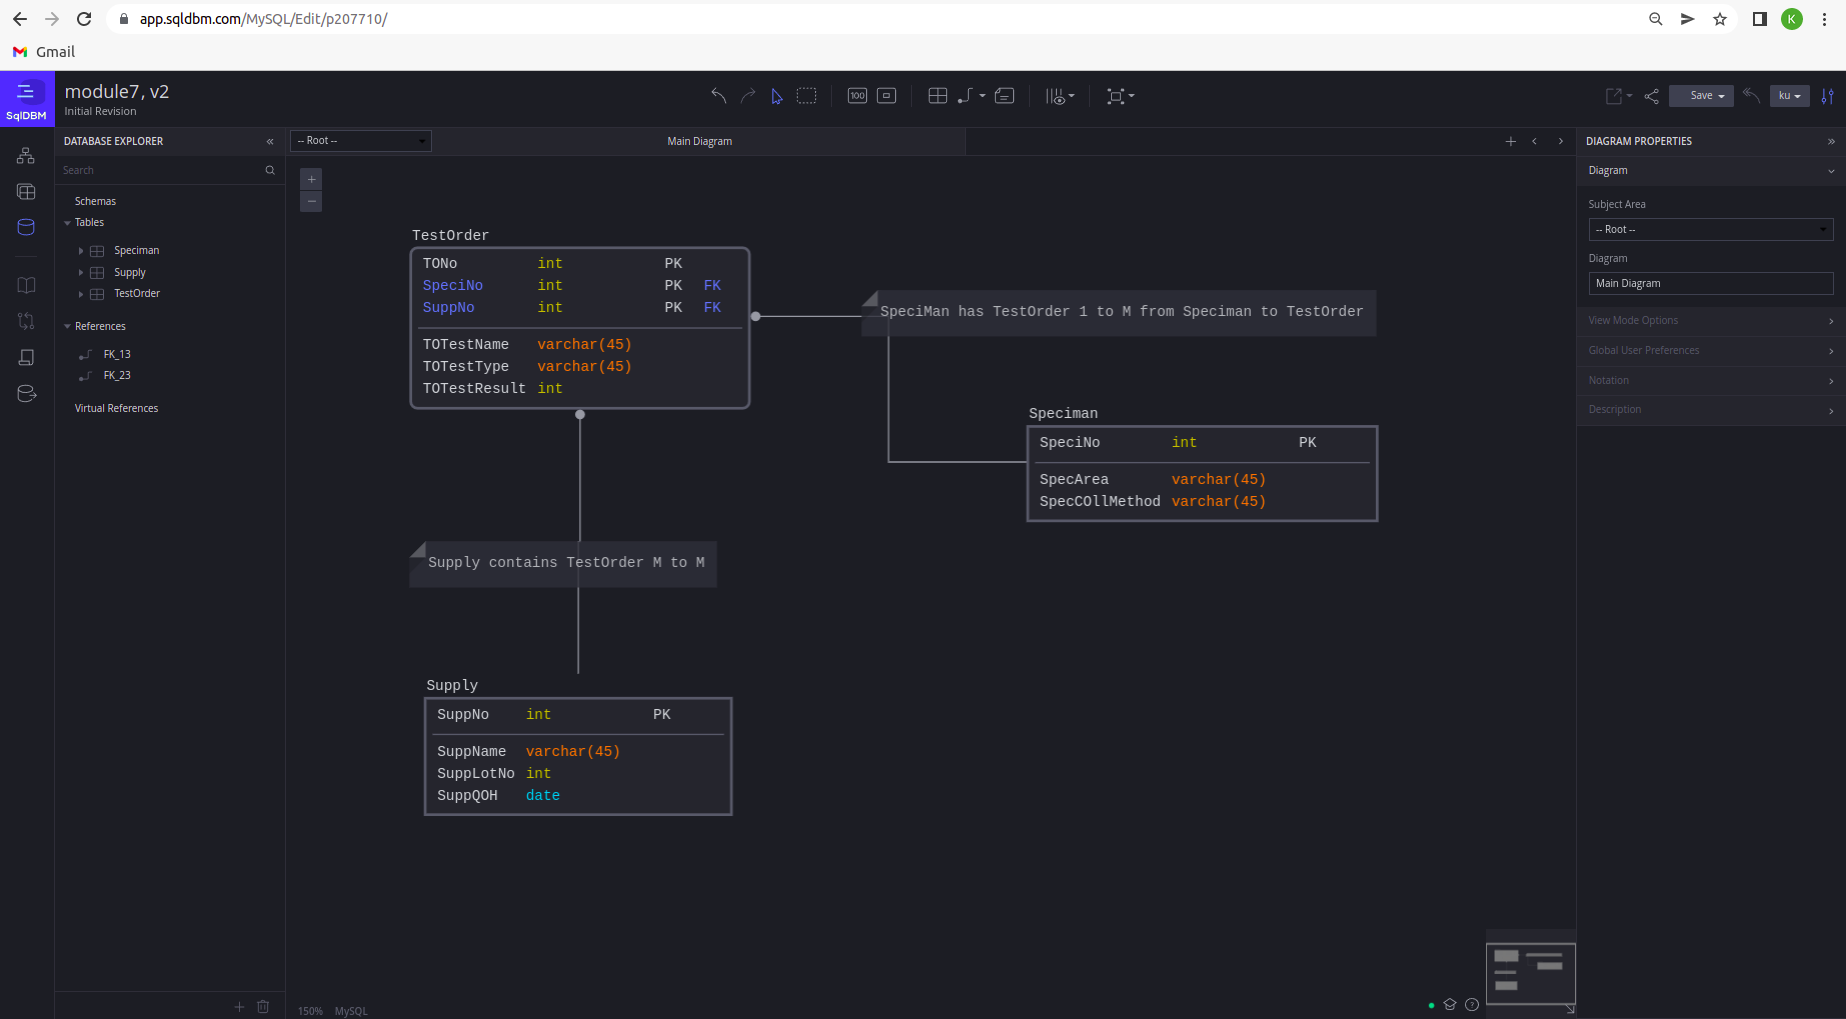 app.sqldbm.com/MySQL/Edit/p207710/
K
Gmail
SqlDBM
module7, v2
Initial Revision
100
Save
ku
DATABASE EXPLORER
-- Root --
Main Diagram
DIAGRAM PROPERTIES
Search
Schemas
Tables
Speciman
Supply
TestOrder
References
FK_13
FK_23
Virtual References
TestOrder
TONo int PK
SpeciNo int PK FK
SuppNo int PK FK
TOTestName varchar(45)
TOTestType varchar(45)
TOTestResult int
SpeciMan has TestOrder 1 to M from Speciman to TestOrder
Speciman
SpeciNo int PK
SpecArea varchar(45)
SpecCOllMethod varchar(45)
Supply contains TestOrder M to M
Supply
SuppNo int PK
SuppName varchar(45)
SuppLotNo int
SuppQOH date
Diagram
Subject Area
-- Root --
Diagram
Main Diagram
View Mode Options
Global User Preferences
Notation
Description
150% MySQL